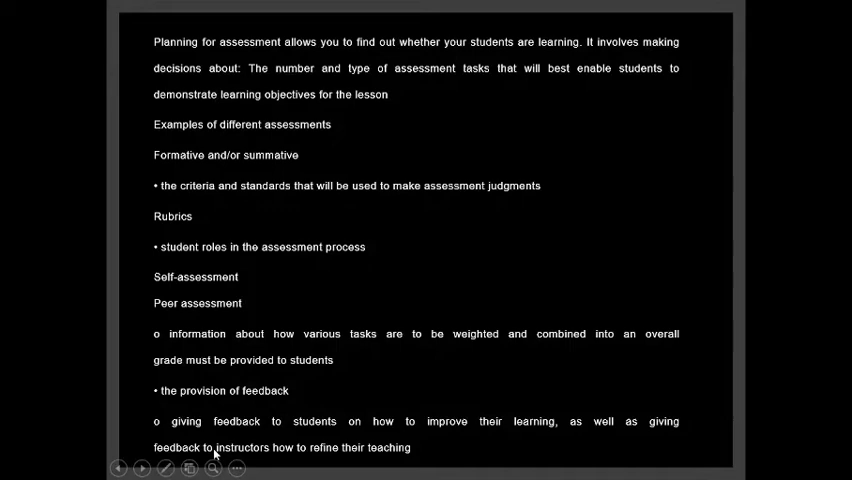 Planning for assessment allows you to find out whether your students are learning. It involves making
decisions about: The number and type of assessment tasks that will best enable students to
demonstrate learning objectives for the lesson
Examples of different assessments
Formative and/or summative
• the criteria and standards that will be used to make assessment judgments
Rubrics
• student roles in the assessment process
Self-assessment
Peer assessment
o information about how various tasks are to be weighted and combined into an overall
grade must be provided to students
• the provision of feedback
o giving feedback to students on how to improve their learning, as well as giving
feedback to instructors how to refine their teaching